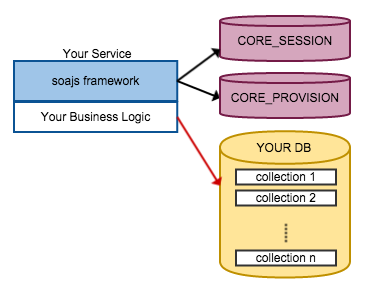 Your Service
soajs framework
Your Business Logic
CORE_SESSION
CORE_PROVISION
YOUR DB
collection 1
collection 2
collection n